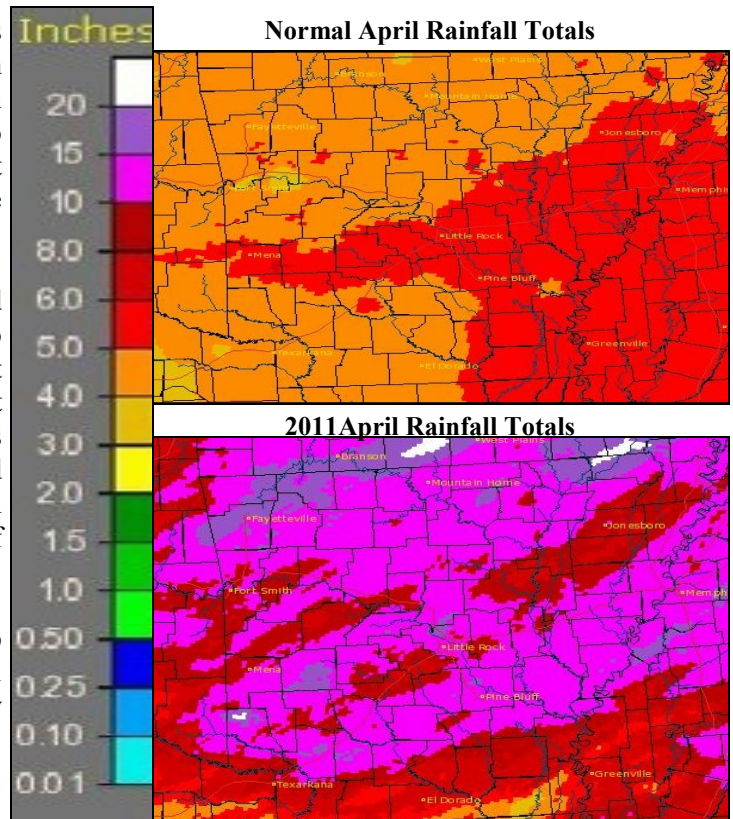 Inches
20
15
10
8.0
6.0
5.0
4.0
3.0
2.0
1.5
1.0
0.50
0.25
0.10
0.01
Normal April Rainfall Totals
West Plains
Branson
Mountain Home
Fayetteville
Jonesboro
Memphis
Little Rock
Mena
Pine Bluff
Greenville
Texarkana
El Dorado
2011April Rainfall Totals
West Plains
Branson
Mountain Home
Fayetteville
Jonesboro
Fort Smith
Memph
Little Rock
Mena
Pine Bluff
Greenville
Texarkana
El Dorado